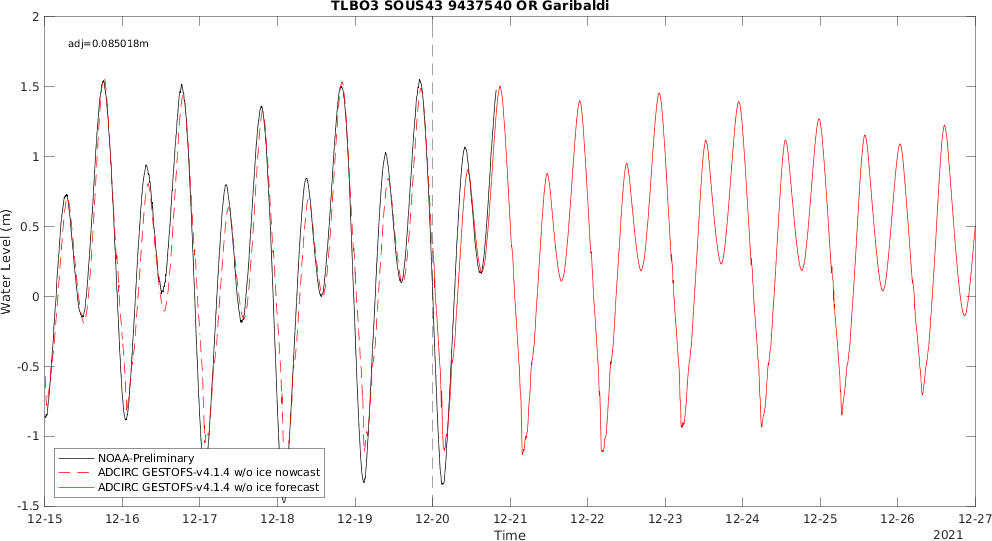 TLBO3 SOUS43 9437540 OR Garibaldi
adj=0.085018m
2
1.5
1
0.5
0
-0.5
-1
-1.5
Water Level (m)
NOAA-Preliminary
ADCIRC GESTOFS-v4.1.4 w/o ice nowcast
ADCIRC GESTOFS-v4.1.4 w/o ice forecast
12-15 12-16 12-17 12-18 12-19 12-20 12-21 12-22 12-23 12-24 12-25 12-26 12-27
Time
2021